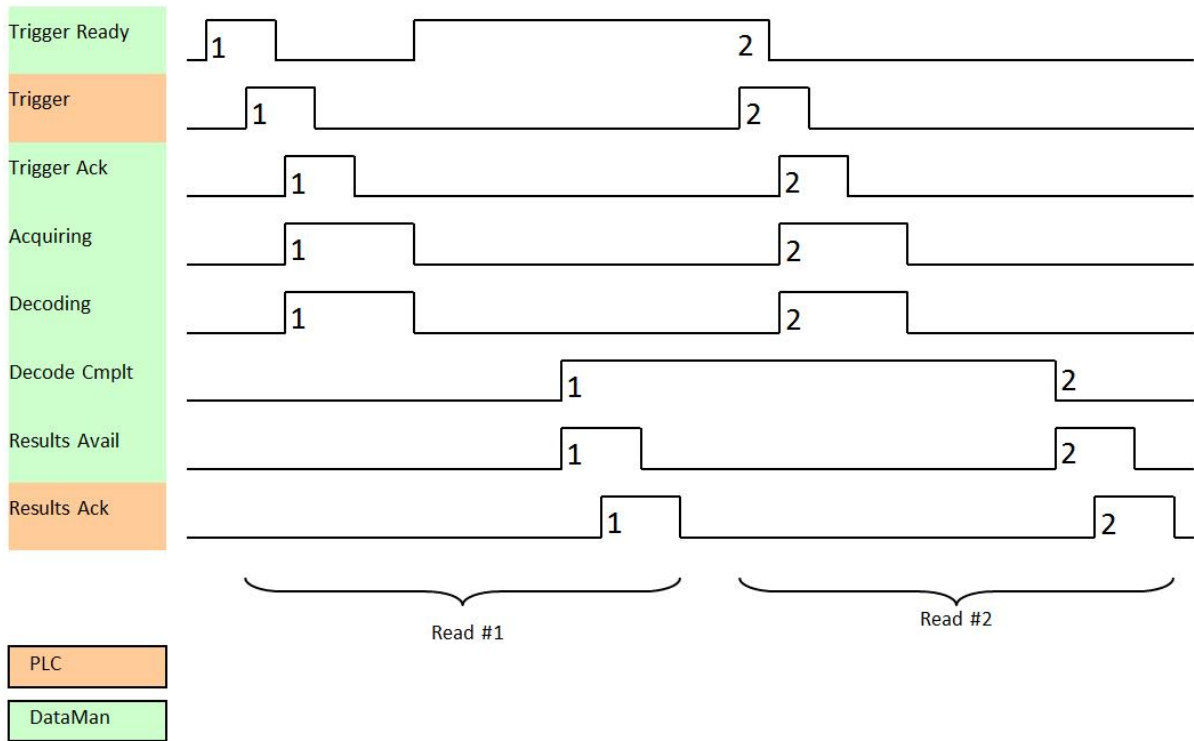 Trigger Ready
1
2
Trigger
1
2
Trigger Ack
1
2
Acquiring
1
2
Decoding
1
2
Decode Cmplt
1
2
Results Avail
1
2
Results Ack
1
2
Read #1
Read #2
PLC
DataMan